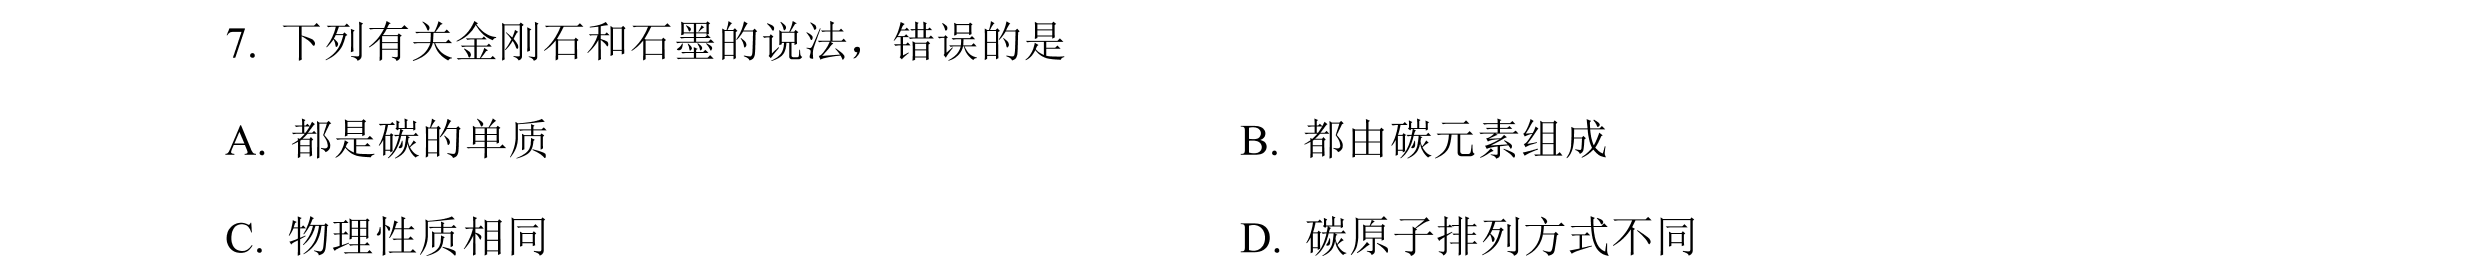 7. 下列有关金刚石和石墨的说法，错误的是
A. 都是碳的单质 B. 都由碳元素组成
C. 物理性质相同 D. 碳原子排列方式不同